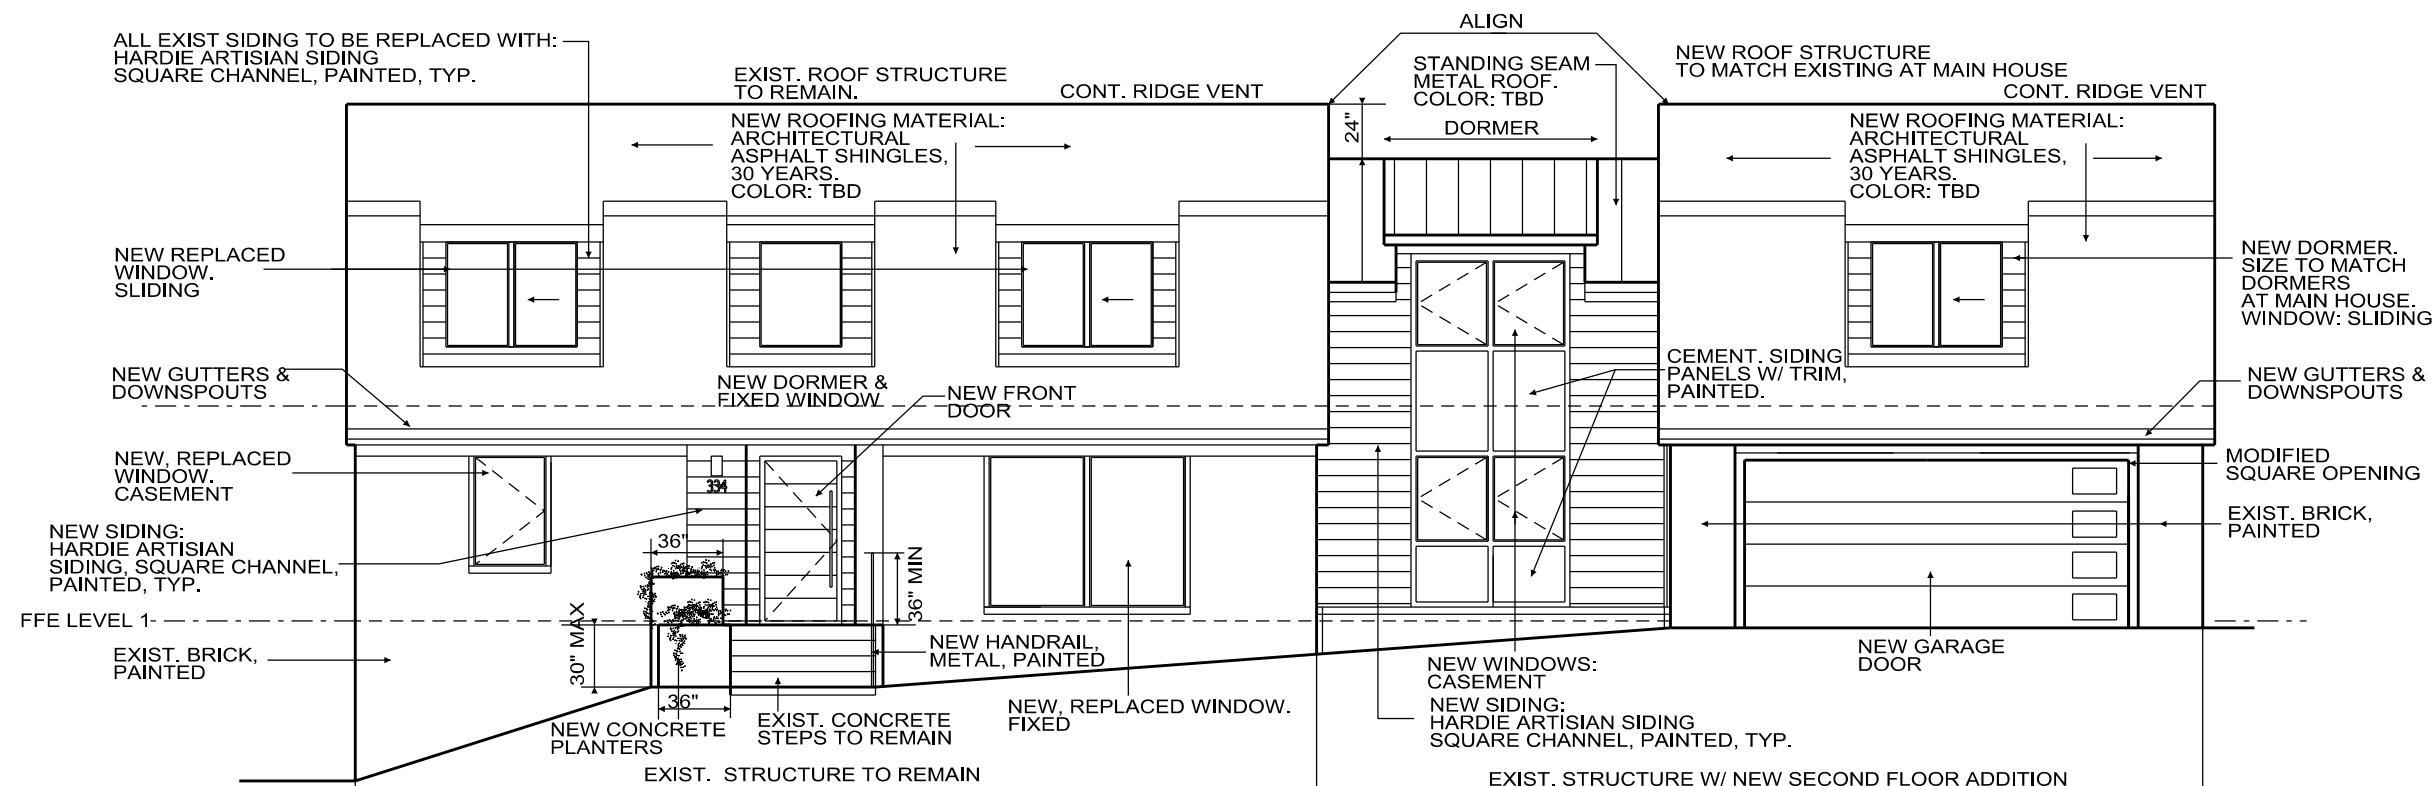 ALIGN
ALL EXIST SIDING TO BE REPLACED WITH:
HARDIE ARTISIAN SIDING
SQUARE CHANNEL, PAINTED, TYP.
EXIST. ROOF STRUCTURE
TO REMAIN.
CONT. RIDGE VENT
STANDING SEAM
METAL ROOF.
COLOR: TBD
NEW ROOF STRUCTURE
TO MATCH EXISTING AT MAIN HOUSE
CONT. RIDGE VENT
NEW ROOFING MATERIAL:
ARCHITECTURAL
ASPHALT SHINGLES,
30 YEARS.
COLOR: TBD
24"
DORMER
NEW ROOFING MATERIAL:
ARCHITECTURAL
ASPHALT SHINGLES,
30 YEARS.
COLOR: TBD
NEW REPLACED
WINDOW.
SLIDING
NEW DORMER.
SIZE TO MATCH
DORMERS
AT MAIN HOUSE.
WINDOW: SLIDING
NEW GUTTERS &
DOWNSPOUTS
NEW DORMER &
FIXED WINDOW
NEW FRONT
DOOR
CEMENT. SIDING
PANELS W/ TRIM,
PAINTED.
NEW GUTTERS &
DOWNSPOUTS
NEW, REPLACED
WINDOW.
CASEMENT
334
MODIFIED
SQUARE OPENING
NEW SIDING:
HARDIE ARTISIAN
SIDING, SQUARE CHANNEL,
PAINTED, TYP.
36"
36" MIN
EXIST. BRICK,
PAINTED
FFE LEVEL 1
30" MAX
EXIST. BRICK,
PAINTED
NEW HANDRAIL,
METAL, PAINTED
NEW WINDOWS:
CASEMENT
NEW GARAGE
DOOR
36"
NEW CONCRETE
PLANTERS
EXIST. CONCRETE
STEPS TO REMAIN
NEW, REPLACED WINDOW.
FIXED
NEW SIDING:
HARDIE ARTISIAN SIDING
SQUARE CHANNEL, PAINTED, TYP.
EXIST. STRUCTURE TO REMAIN
EXIST. STRUCTURE W/ NEW SECOND FLOOR ADDITION